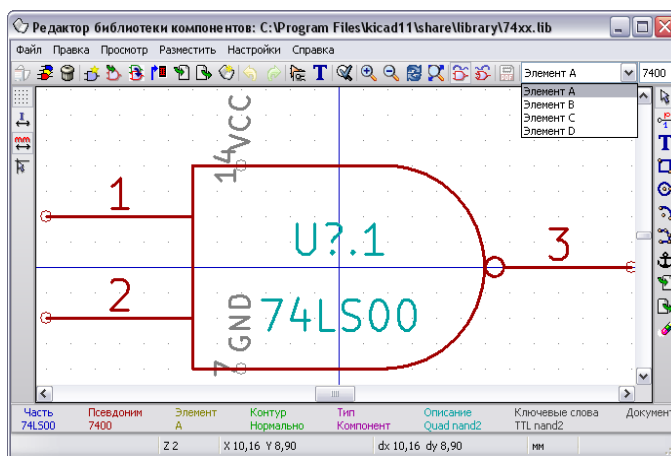 Редактор библиотеки компонентов: C:\Program Files\kicad11\share\library\74xx.lib
Файл Правка Просмотр Разместить Настройки Справка
Элемент A 7400
Элемент A
Элемент B
Элемент C
Элемент D
14 VCC
1
U?.1
3
2
74LS00
7 GND
Часть Псевдоним Элемент Контур Тип Описание Ключевые слова Документ
74LS00 7400 A Нормально Компонент Quad nand2 TTL nand2
Z 2 X 10,16 Y 8,90 dx 10,16 dy 8,90 мм